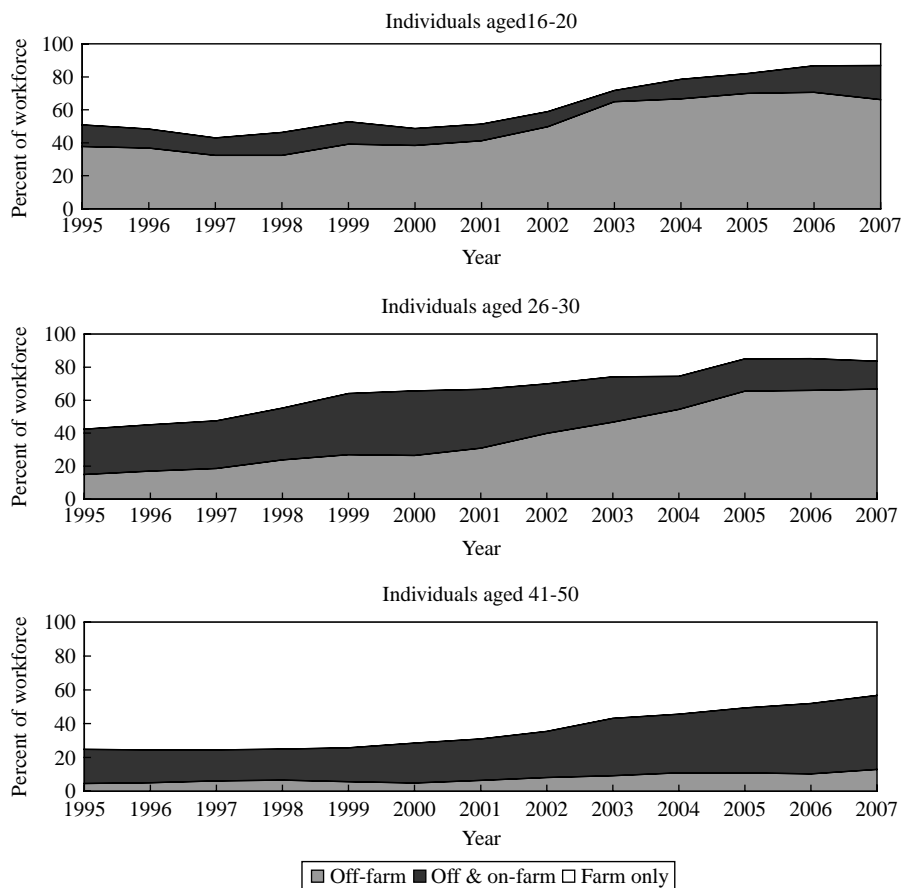 Individuals aged16-20
Percent of workforce
100
80
60
40
20
0
1995 1996 1997 1998 1999 2000 2001 2002 2003 2004 2005 2006 2007
Year
Individuals aged 26-30
Percent of workforce
100
80
60
40
20
0
1995 1996 1997 1998 1999 2000 2001 2002 2003 2004 2005 2006 2007
Year
Individuals aged 41-50
Percent of workforce
100
80
60
40
20
0
1995 1996 1997 1998 1999 2000 2001 2002 2003 2004 2005 2006 2007
Year
Off-farm Off & on-farm Farm only